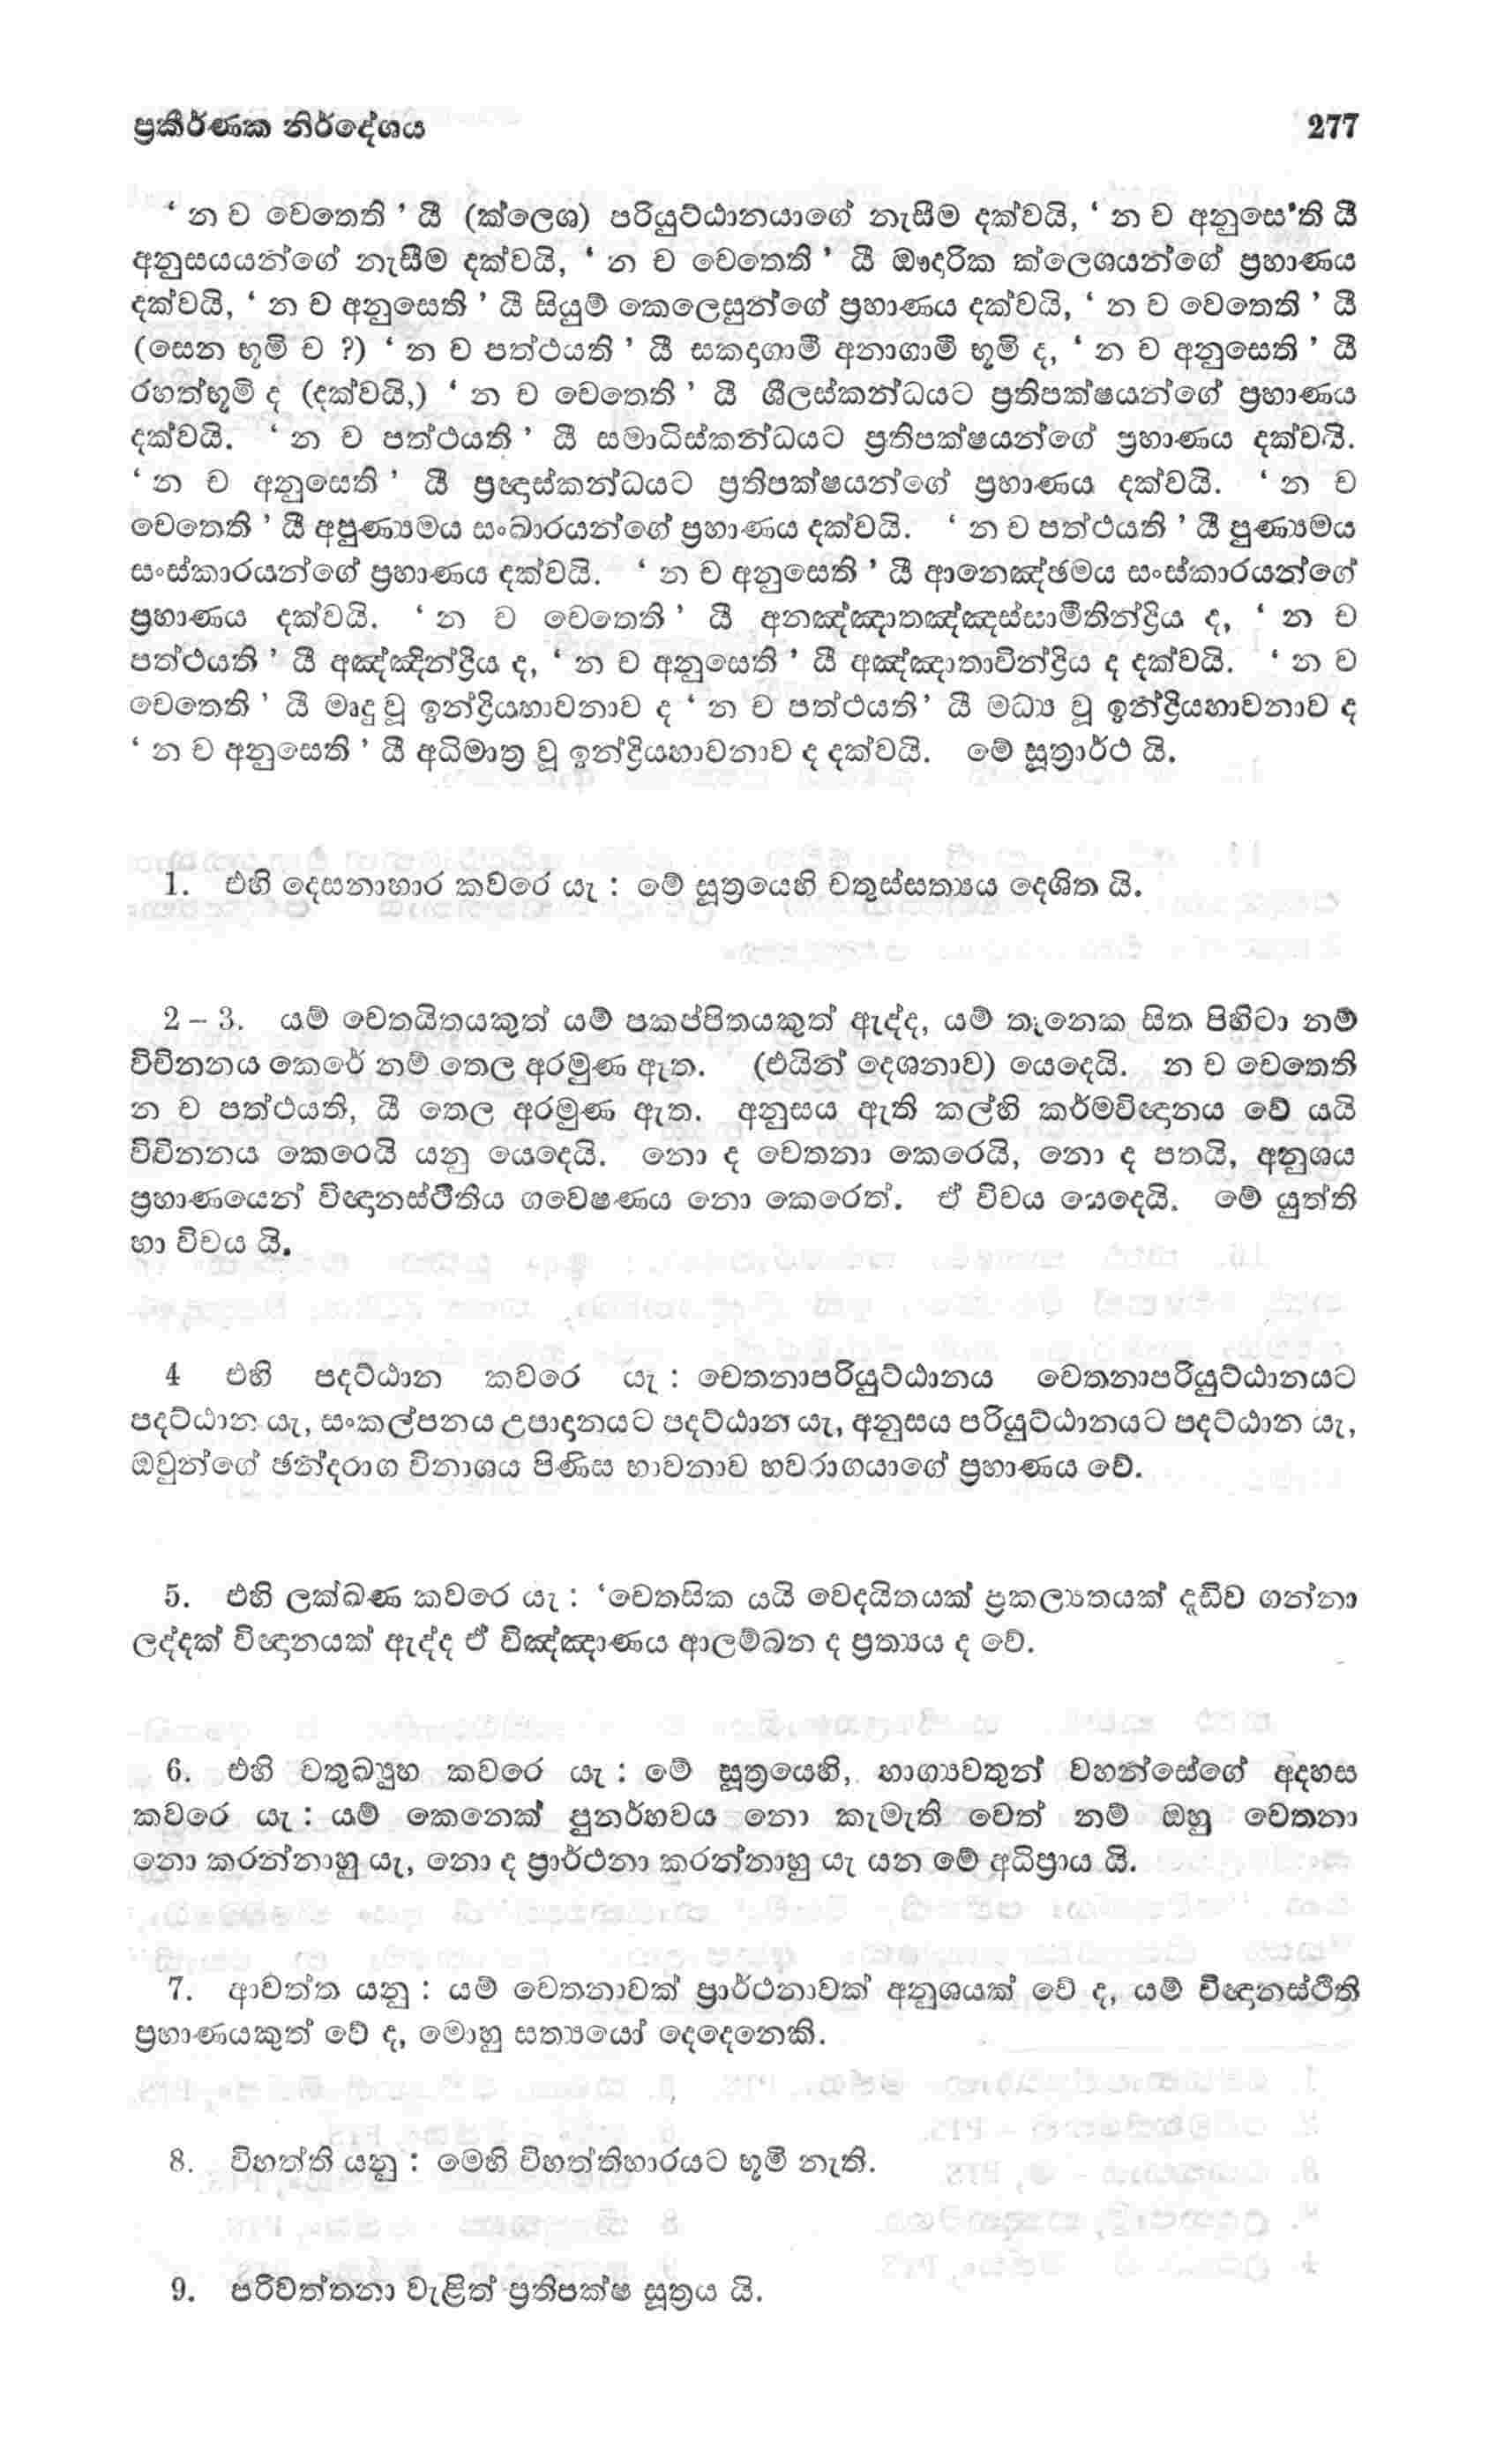 ප්‍රකීර්ණක නිර්දේශය 277
‘ න ච චෙතෙති ’ යී (ක්ලෙශ) පරියුට්ඨානයාගේ නැසීම දක්වයි, ‘ න ච අනුසෙ’ති යී
අනුසයයන්ගේ නැසීම දක්වයි, ‘ න ච චෙතෙති ’ යී ඖදාරික ක්ලෙශයන්ගේ ප්‍රහාණය
දක්වයි, ‘ න ච අනුසෙති ’ යී සියුම් කෙලෙසුන්ගේ ප්‍රහාණය දක්වයි, ‘ න ච චෙතෙති ’ යී
(සෙන භූමි ච ?) ‘ න ච පත්ථයති ’ යී සකදාගාමී අනාගාමී භූමි ද, ‘ න ච අනුසෙති ’ යී
රහත්භූමි ද (දක්වයි,) ‘ න ච චෙතෙති ’ යී ශීලස්කන්ධයට ප්‍රතිපක්ෂයන්ගේ ප්‍රහාණය
දක්වයි. ‘ න ච පත්ථයති ’ යී සමාධිස්කන්ධයට ප්‍රතිපක්ෂයන්ගේ ප්‍රහාණය දක්වයි.
‘ න ච අනුසෙති ’ යී ප්‍රඥාස්කන්ධයට ප්‍රතිපක්ෂයන්ගේ ප්‍රහාණය දක්වයි. ‘ න ච
චෙතෙති ’ යී අපුණ්‍යමය සංඛාරයන්ගේ ප්‍රහාණය දක්වයි. ‘ න ච පත්ථයති ’ යී පුණ්‍යමය
සංස්කාරයන්ගේ ප්‍රහාණය දක්වයි. ‘ න ච අනුසෙති ’ යී ආනෙඤ්ඡමය සංස්කාරයන්ගේ
ප්‍රහාණය දක්වයි. ‘ න ච චෙතෙති ’ යී අනඤ්ඤාතඤ්ඤස්සාමීතින්ද්‍රිය ද, ‘ න ච
පත්ථයති ’ යී අඤ්ඤින්ද්‍රිය ද, ‘ න ච අනුසෙති ’ යී අඤ්ඤාතාවින්ද්‍රිය ද දක්වයි. ‘ න ච
චෙතෙති ’ යී මෘදු වූ ඉන්ද්‍රියභාවනාව ද ‘ න ච පත්ථයති’ යී මධ්‍ය වූ ඉන්ද්‍රියභාවනාව ද
‘ න ච අනුසෙති ’ යී අධිමාත්‍ර වූ ඉන්ද්‍රියභාවනාව ද දක්වයි. මේ සූත්‍රාර්ථ යි.
1. එහි දෙසනාහාර කවරෙ යැ : මේ සූත්‍රයෙහි චතුස්සත්‍යය දෙශිත යි.
2 – 3. යම් චෙතයිතයකුත් යම් පකප්පිතයකුත් ඇද්ද, යම් තැනෙක සිත පිහිටා නම්
විචිනනය කෙරේ නම් තෙල අරමුණ ඇත. (එයින් දෙශනාව) යෙදෙයි. න ච චෙතෙති
න ච පත්ථයති, යී තෙල අරමුණ ඇත. අනුසය ඇති කල්හි කර්මවිඥානය වේ යයි
විචිනනය කෙරෙයි යනු යෙදෙයි. නො ද චෙතනා කෙරෙයි, නො ද පතයි, අනුශය
ප්‍රහාණයෙන් විඥානස්ථිතිය ගවෙෂණය නො කෙරෙත්. ඒ විචය යෙදෙයි. මේ යුත්ති
හා විචය යි.
4 එහි පදට්ඨාන කවරෙ යැ : චෙතනාපරියුට්ඨානය චෙතනාපරියුට්ඨානයට
පදට්ඨාන යැ, සංකල්පනය උපාදානයට පදට්ඨාන යැ, අනුසය පරියුට්ඨානයට පදට්ඨාන යැ,
ඔවුන්ගේ ඡන්දරාග විනාශය පිණිස භාවනාව භවරාගයාගේ ප්‍රහාණය වේ.
5. එහි ලක්ඛණ කවරෙ යැ : ‘චෙතසික යයි වෙදයිතයක් ප්‍රකල්‍යතයක් දෘඪව ගන්නා
ලද්දක් විඥානයක් ඇද්ද ඒ විඤ්ඤාණය ආලම්බන ද ප්‍රත්‍යය ද වේ.
6. එහි චතුබ්‍යුහ කවරෙ යැ : මේ සූත්‍රයෙහි, භාග්‍යවතුන් වහන්සේගේ අදහස
කවරෙ යැ : යම් කෙනෙක් පුනර්භවය නො කැමැති වෙත් නම් ඔහු චෙතනා
නො කරන්නාහු යැ, නො ද ප්‍රාර්ථනා කරන්නාහු යැ යන මේ අධිප්‍රාය යි.
7. ආවත්ත යනු : යම් චෙතනාවක් ප්‍රාර්ථනාවක් අනුශයක් වේ ද, යම් විඥානස්ථිති
ප්‍රහාණයකුත් වේ ද, මොහු සත්‍යයෝ දෙදෙනෙකි.
8. විභත්ති යනු : මෙහි විභත්තිහාරයට භූමි නැති.
9. පරිවත්තනා වැළිත් ප්‍රතිපක්ෂ සූත්‍රය යි.